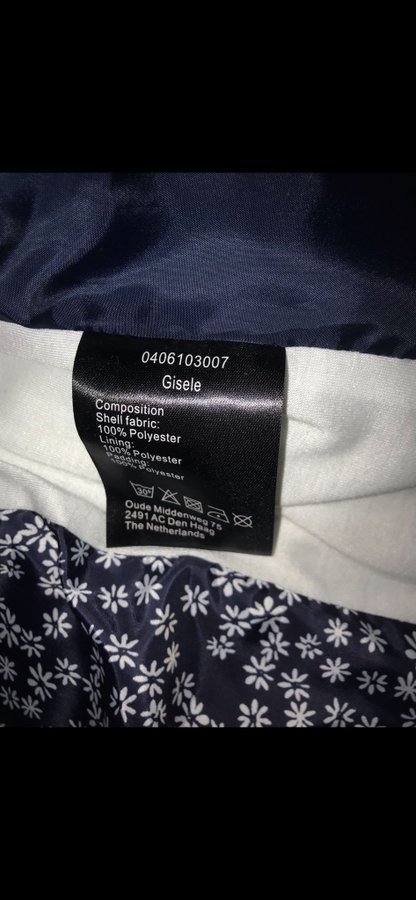 0406103007
Gisele
Composition
Shell fabric:
100% Polyester
Lining:
100% Polyester
Padding:
100% Polyester
30°
Oude Middenweg 75
2491 AC Den Haag
The Netherlands